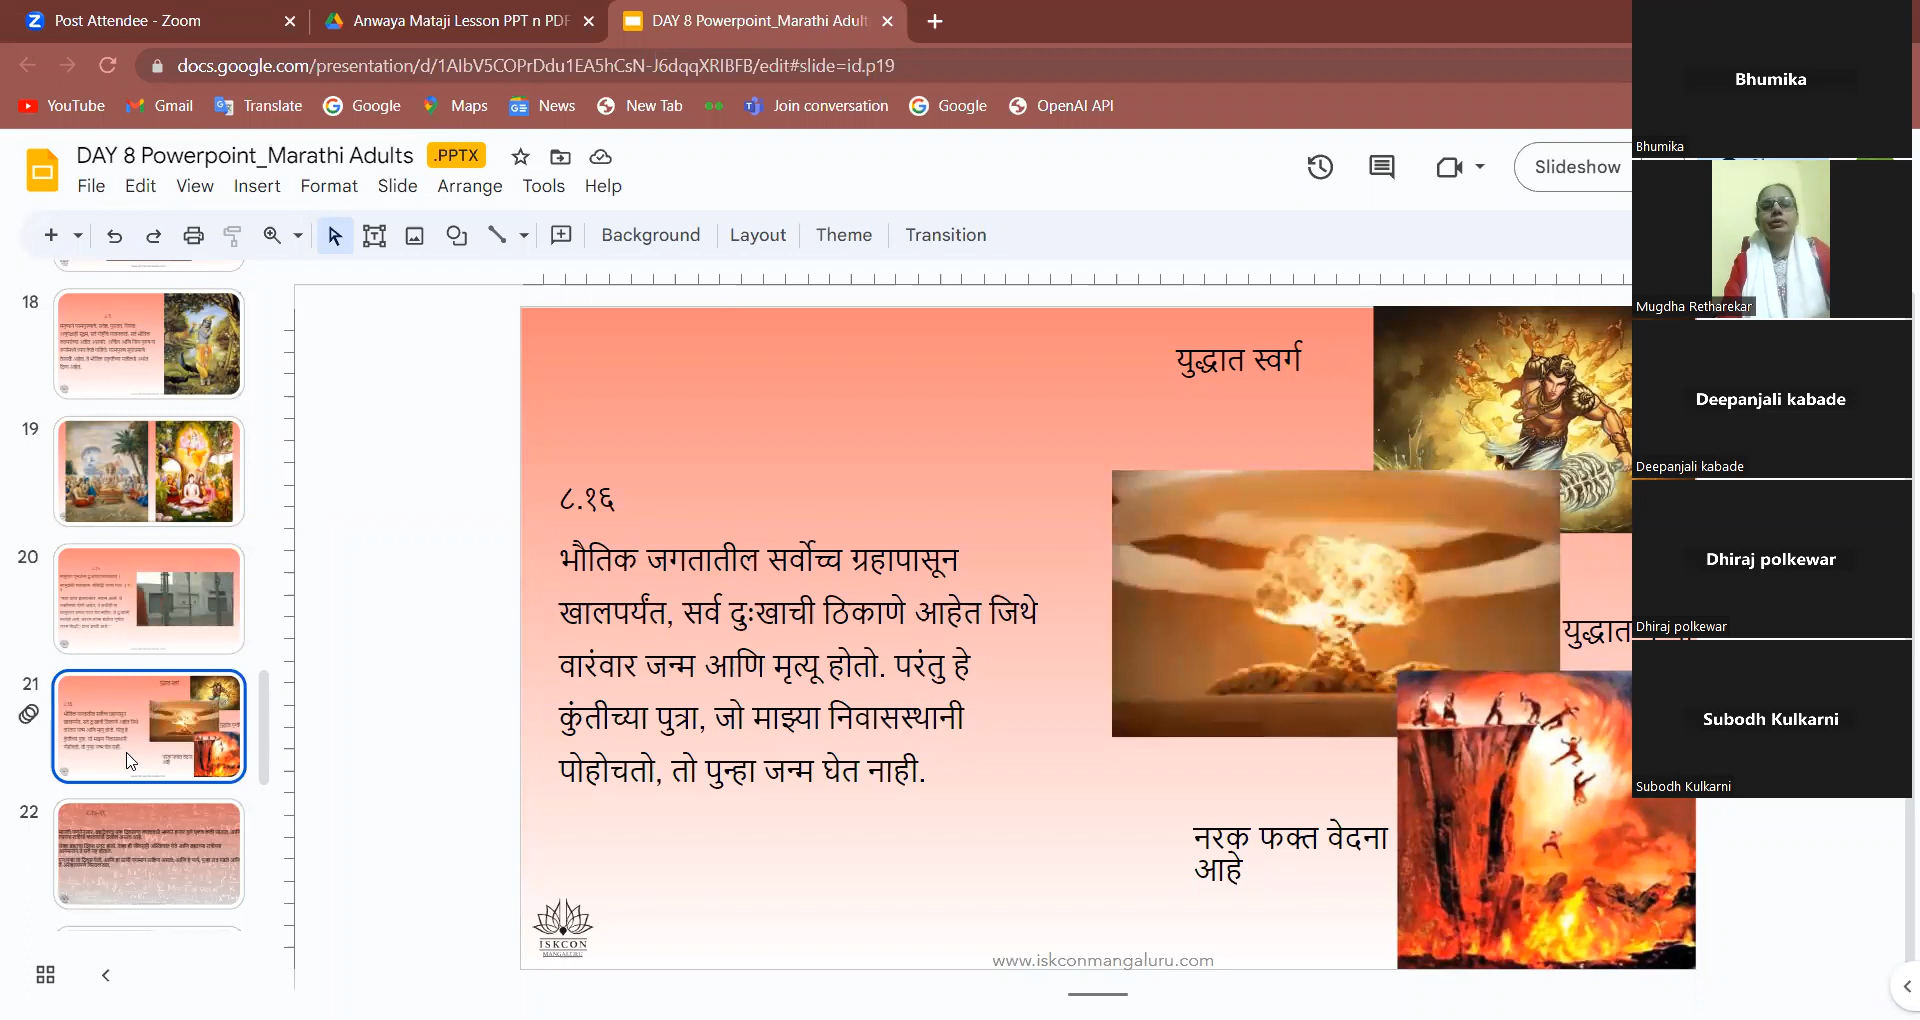 Post Attendee - Zoom
Anwaya Mataji Lesson PPT n PDF
DAY 8 Powerpoint_Marathi Adult
docs.google.com/presentation/d/1AIbV5COPrDdu1EA5hCsN-J6dqqXRIBFB/edit#slide=id.p19
YouTube Gmail Translate Google Maps News New Tab Join conversation Google OpenAI API
DAY 8 Powerpoint_Marathi Adults .PPTX
File Edit View Insert Format Slide Arrange Tools Help
Slideshow
Background Layout Theme Transition
18
19
20
21
22
युद्धात स्वर्ग
८.१६
भौतिक जगतातील सर्वोच्च ग्रहापासून
खालपर्यंत, सर्व दुःखाची ठिकाणे आहेत जिथे
वारंवार जन्म आणि मृत्यू होतो. परंतु हे
कुंतीच्या पुत्रा, जो माझ्या निवासस्थानी
पोहोचतो, तो पुन्हा जन्म घेत नाही.
युद्धात
नरक फक्त वेदना
आहे
ISKCON
MANGALURU
www.iskconmangaluru.com
Bhumika
Bhumika
Mugdha Retharekar
Deepanjali kabade
Deepanjali kabade
Dhiraj polkewar
Dhiraj polkewar
Subodh Kulkarni
Subodh Kulkarni